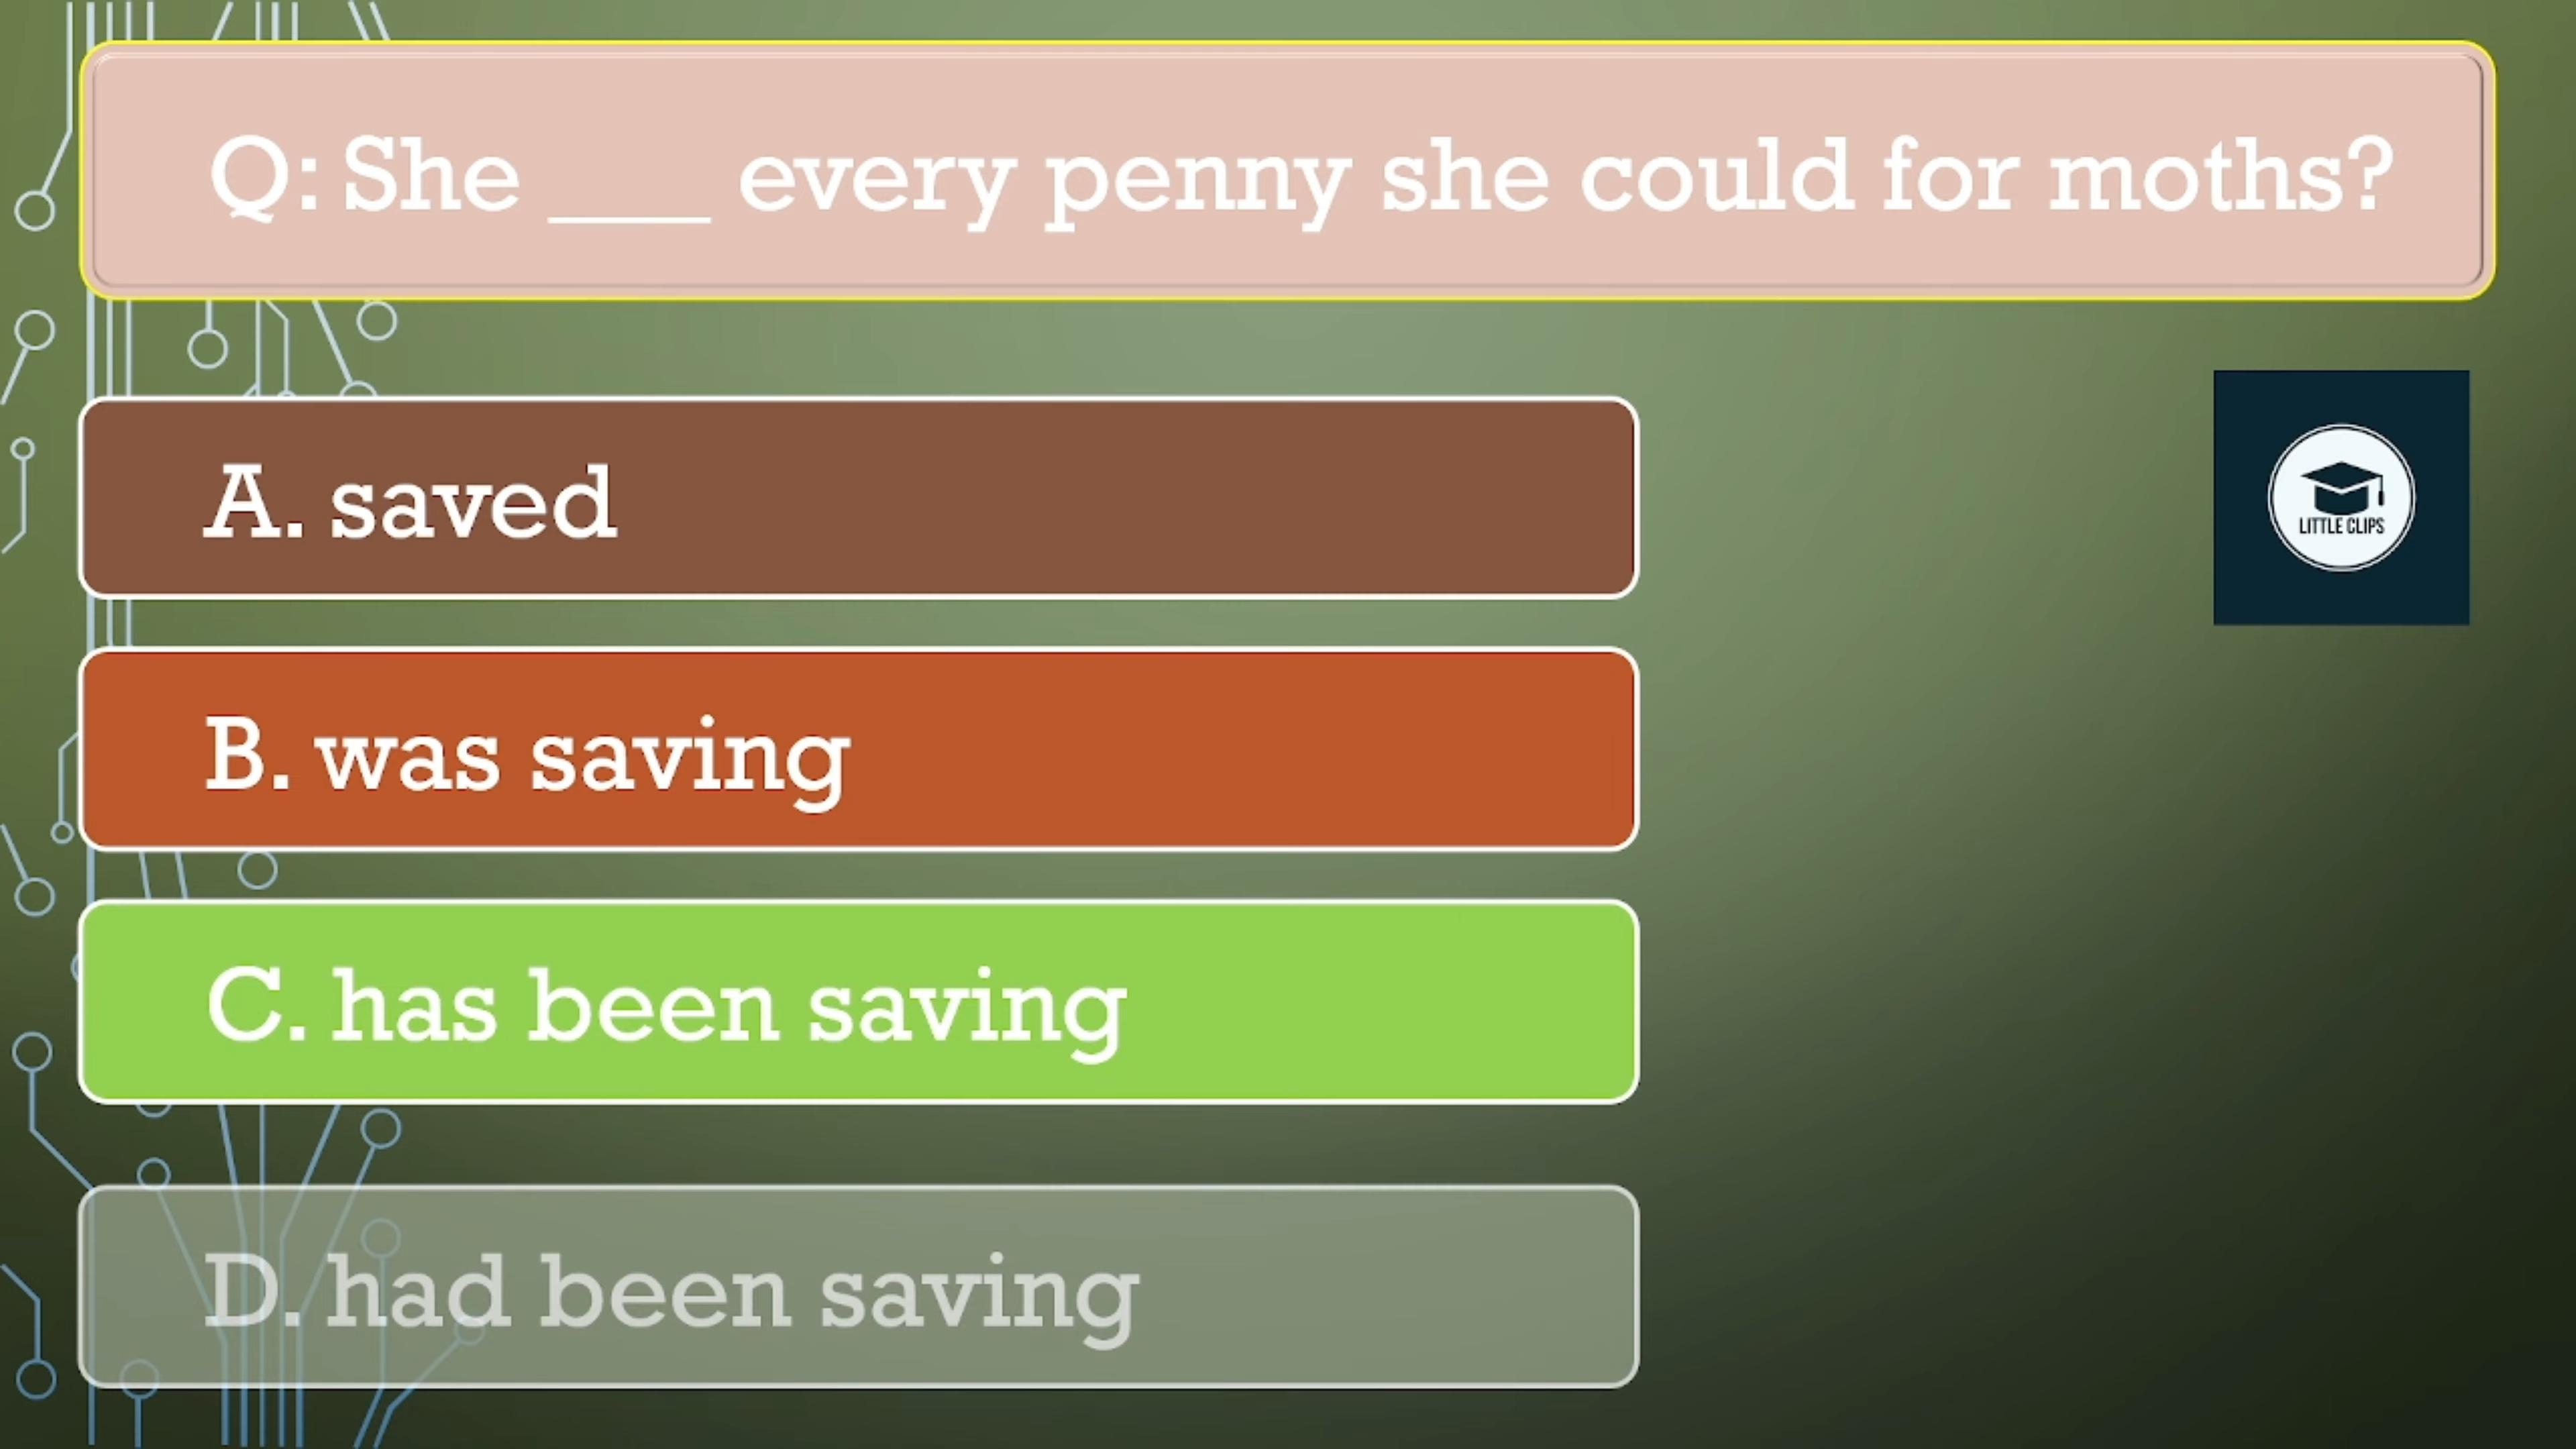 Q: She ___ every penny she could for moths?
A. saved
LITTLE CLIPS
B. was saving
C. has been saving
D. had been saving